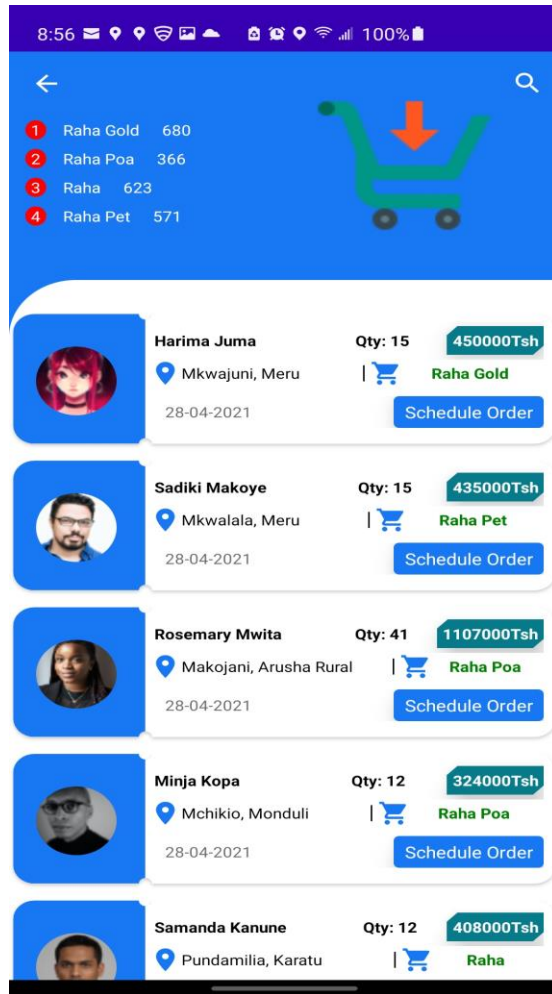 8:56 100%
1 Raha Gold 680
2 Raha Poa 366
3 Raha 623
4 Raha Pet 571
Harima Juma Qty: 15 450000Tsh
Mkwajuni, Meru | Raha Gold
28-04-2021 Schedule Order
Sadiki Makoye Qty: 15 435000Tsh
Mkwalala, Meru | Raha Pet
28-04-2021 Schedule Order
Rosemary Mwita Qty: 41 1107000Tsh
Makojani, Arusha Rural | Raha Poa
28-04-2021 Schedule Order
Minja Kopa Qty: 12 324000Tsh
Mchikio, Monduli | Raha Poa
28-04-2021 Schedule Order
Samanda Kanune Qty: 12 408000Tsh
Pundamilia, Karatu | Raha